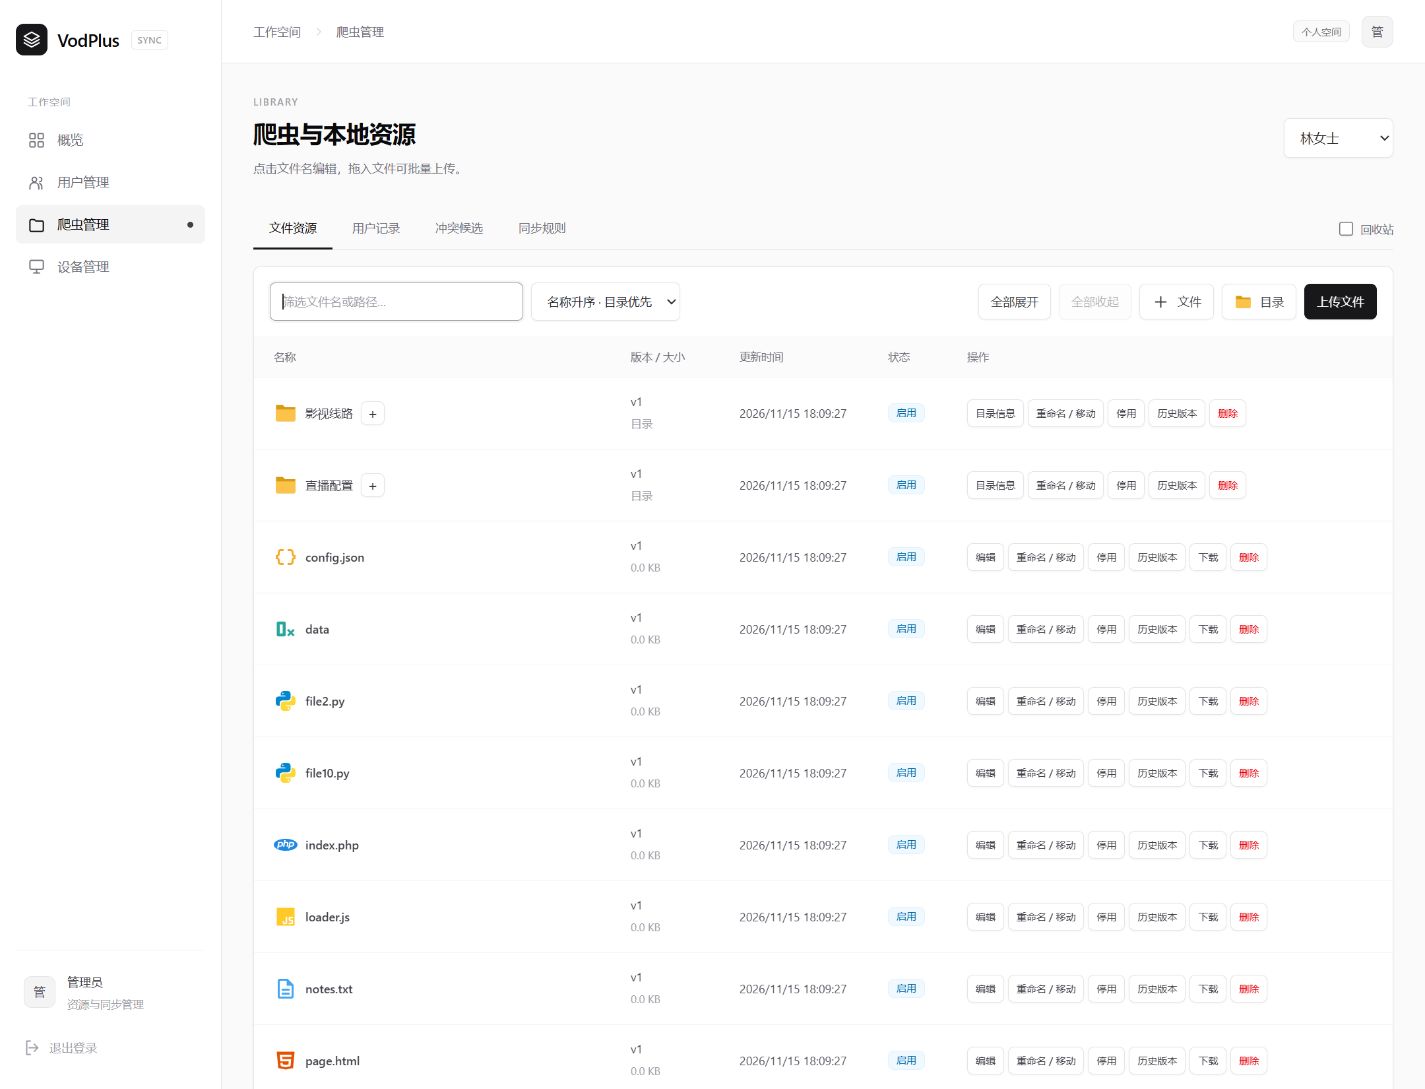 VodPlus SYNC
工作空间
概览
用户管理
爬虫管理
设备管理
管 管理员
资源与同步管理
退出登录
工作空间 爬虫管理
个人空间 管
LIBRARY
爬虫与本地资源
点击文件名编辑，拖入文件可批量上传。
林女士
文件资源 用户记录 冲突候选 同步规则 回收站
筛选文件名或路径... 名称升序 · 目录优先 全部展开 全部收起 + 文件 目录 上传文件
名称 版本 / 大小 更新时间 状态 操作
影视线路 + v1 目录 2026/11/15 18:09:27 启用 目录信息 重命名 / 移动 停用 历史版本 删除
直播配置 + v1 目录 2026/11/15 18:09:27 启用 目录信息 重命名 / 移动 停用 历史版本 删除
{} config.json v1 0.0 KB 2026/11/15 18:09:27 启用 编辑 重命名 / 移动 停用 历史版本 下载 删除
data v1 0.0 KB 2026/11/15 18:09:27 启用 编辑 重命名 / 移动 停用 历史版本 下载 删除
file2.py v1 0.0 KB 2026/11/15 18:09:27 启用 编辑 重命名 / 移动 停用 历史版本 下载 删除
file10.py v1 0.0 KB 2026/11/15 18:09:27 启用 编辑 重命名 / 移动 停用 历史版本 下载 删除
php index.php v1 0.0 KB 2026/11/15 18:09:27 启用 编辑 重命名 / 移动 停用 历史版本 下载 删除
JS loader.js v1 0.0 KB 2026/11/15 18:09:27 启用 编辑 重命名 / 移动 停用 历史版本 下载 删除
notes.txt v1 0.0 KB 2026/11/15 18:09:27 启用 编辑 重命名 / 移动 停用 历史版本 下载 删除
5 page.html v1 0.0 KB 2026/11/15 18:09:27 启用 编辑 重命名 / 移动 停用 历史版本 下载 删除